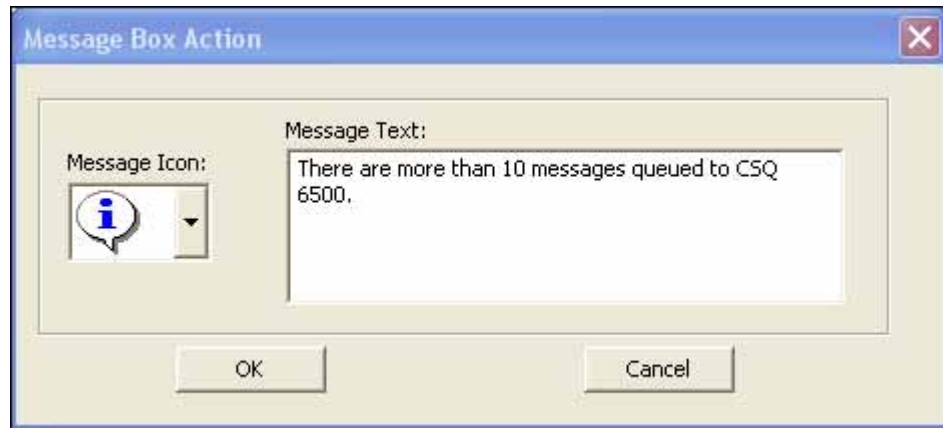 Message Box Action
Message Text:
Message Icon:
There are more than 10 messages queued to CSQ
6500.
i
OK
Cancel